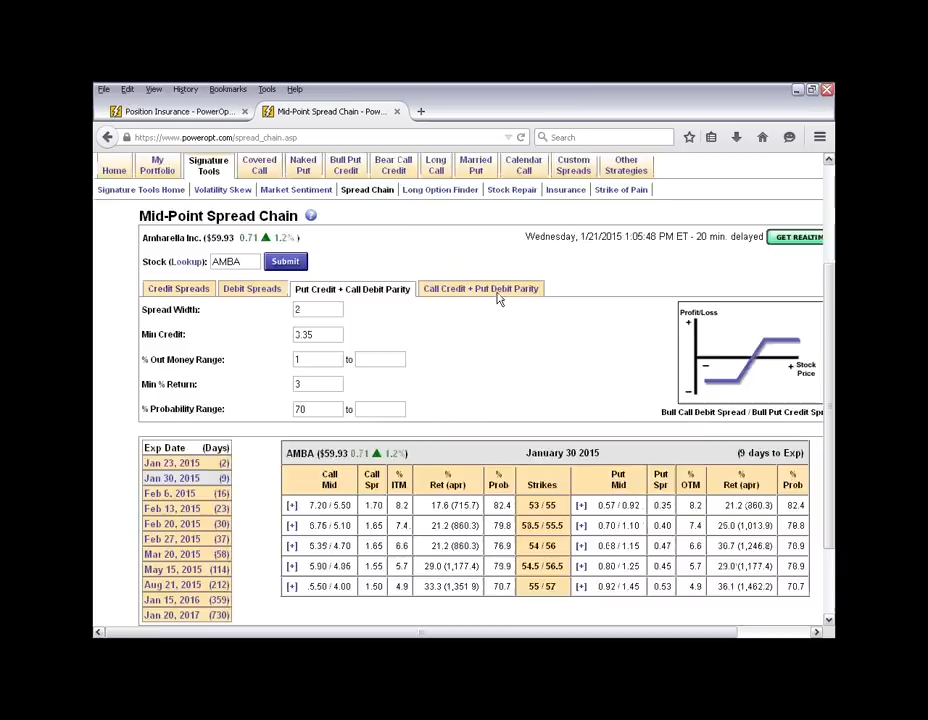 File Edit View History Bookmarks Tools Help
Position Insurance - PowerOp... × Mid-Point Spread Chain - Pow... × +
https://www.poweropt.com/spread_chain.asp Search
Home My Portfolio Signature Tools Covered Call Naked Put Bull Put Credit Bear Call Credit Long Call Married Put Calendar Call Custom Spreads Other Strategies
Signature Tools Home Volatility Skew Market Sentiment Spread Chain Long Option Finder Stock Repair Insurance Strike of Pain
Mid-Point Spread Chain ?
Ambarella Inc. ($59.93 0.71 ▲ 1.2% ) Wednesday, 1/21/2015 1:05:48 PM ET - 20 min. delayed GET REALTIM
Stock (Lookup): AMBA Submit
Credit Spreads Debit Spreads Put Credit + Call Debit Parity Call Credit + Put Debit Parity
Spread Width: 2
Min Credit: 0.35
% Out Money Range: 1 to
Min % Return: 3
% Probability Range: 70 to
Profit/Loss
+
– + Stock Price
–
Bull Call Debit Spread / Bull Put Credit Spr
Exp Date (Days)
Jan 23, 2015 (2)
Jan 30, 2015 (9)
Feb 6, 2015 (16)
Feb 13, 2015 (23)
Feb 20, 2015 (30)
Feb 27, 2015 (37)
Mar 20, 2015 (58)
May 15, 2015 (114)
Aug 21, 2015 (212)
Jan 15, 2016 (359)
Jan 20, 2017 (730)
AMBA ($59.93 0.71 ▲ 1.2%) January 30 2015 (9 days to Exp)
Call Mid Call Spr % ITM % Ret (apr) % Prob Strikes Put Mid Put Spr % OTM % Ret (apr) % Prob
[+] 7.20 / 5.50 1.70 8.2 17.6 (715.7) 82.4 53 / 55 [+] 0.57 / 0.92 0.35 8.2 21.2 (860.3) 82.4
[+] 6.75 / 5.10 1.65 7.4 21.2 (860.3) 79.8 53.5 / 55.5 [+] 0.70 / 1.10 0.40 7.4 25.0 (1,013.9) 79.8
[+] 6.35 / 4.70 1.65 6.6 21.2 (860.3) 76.9 54 / 56 [+] 0.68 / 1.15 0.47 6.6 30.7 (1,246.8) 76.9
[+] 5.90 / 4.35 1.55 5.7 29.0 (1,177.4) 54.5 / 56.5 [+] 0.80 / 1.25 0.45 5.7 29.0 (1,177.4)
[+] 5.50 / 4.00 1.50 4.9 33.3 (1,351.9) 70.7 55 / 57 [+] 0.92 / 1.45 0.53 4.9 36.1 (1,462.2) 70.7